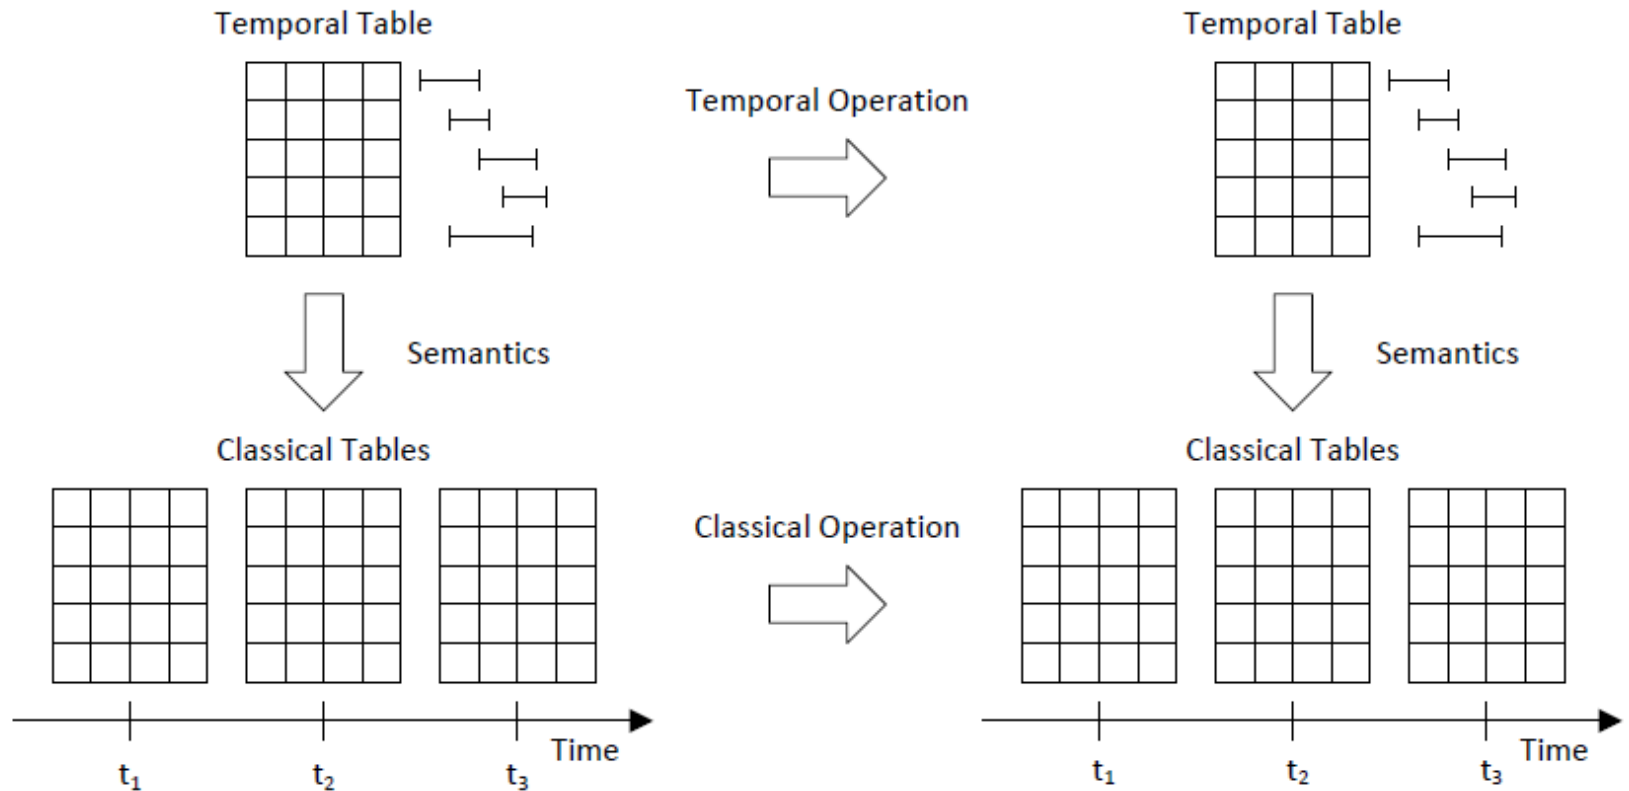 Temporal Table
Temporal Table
Temporal Operation
Semantics
Semantics
Classical Tables
Classical Tables
Classical Operation
Time
Time
t₁
t₂
t₃
t₁
t₂
t₃